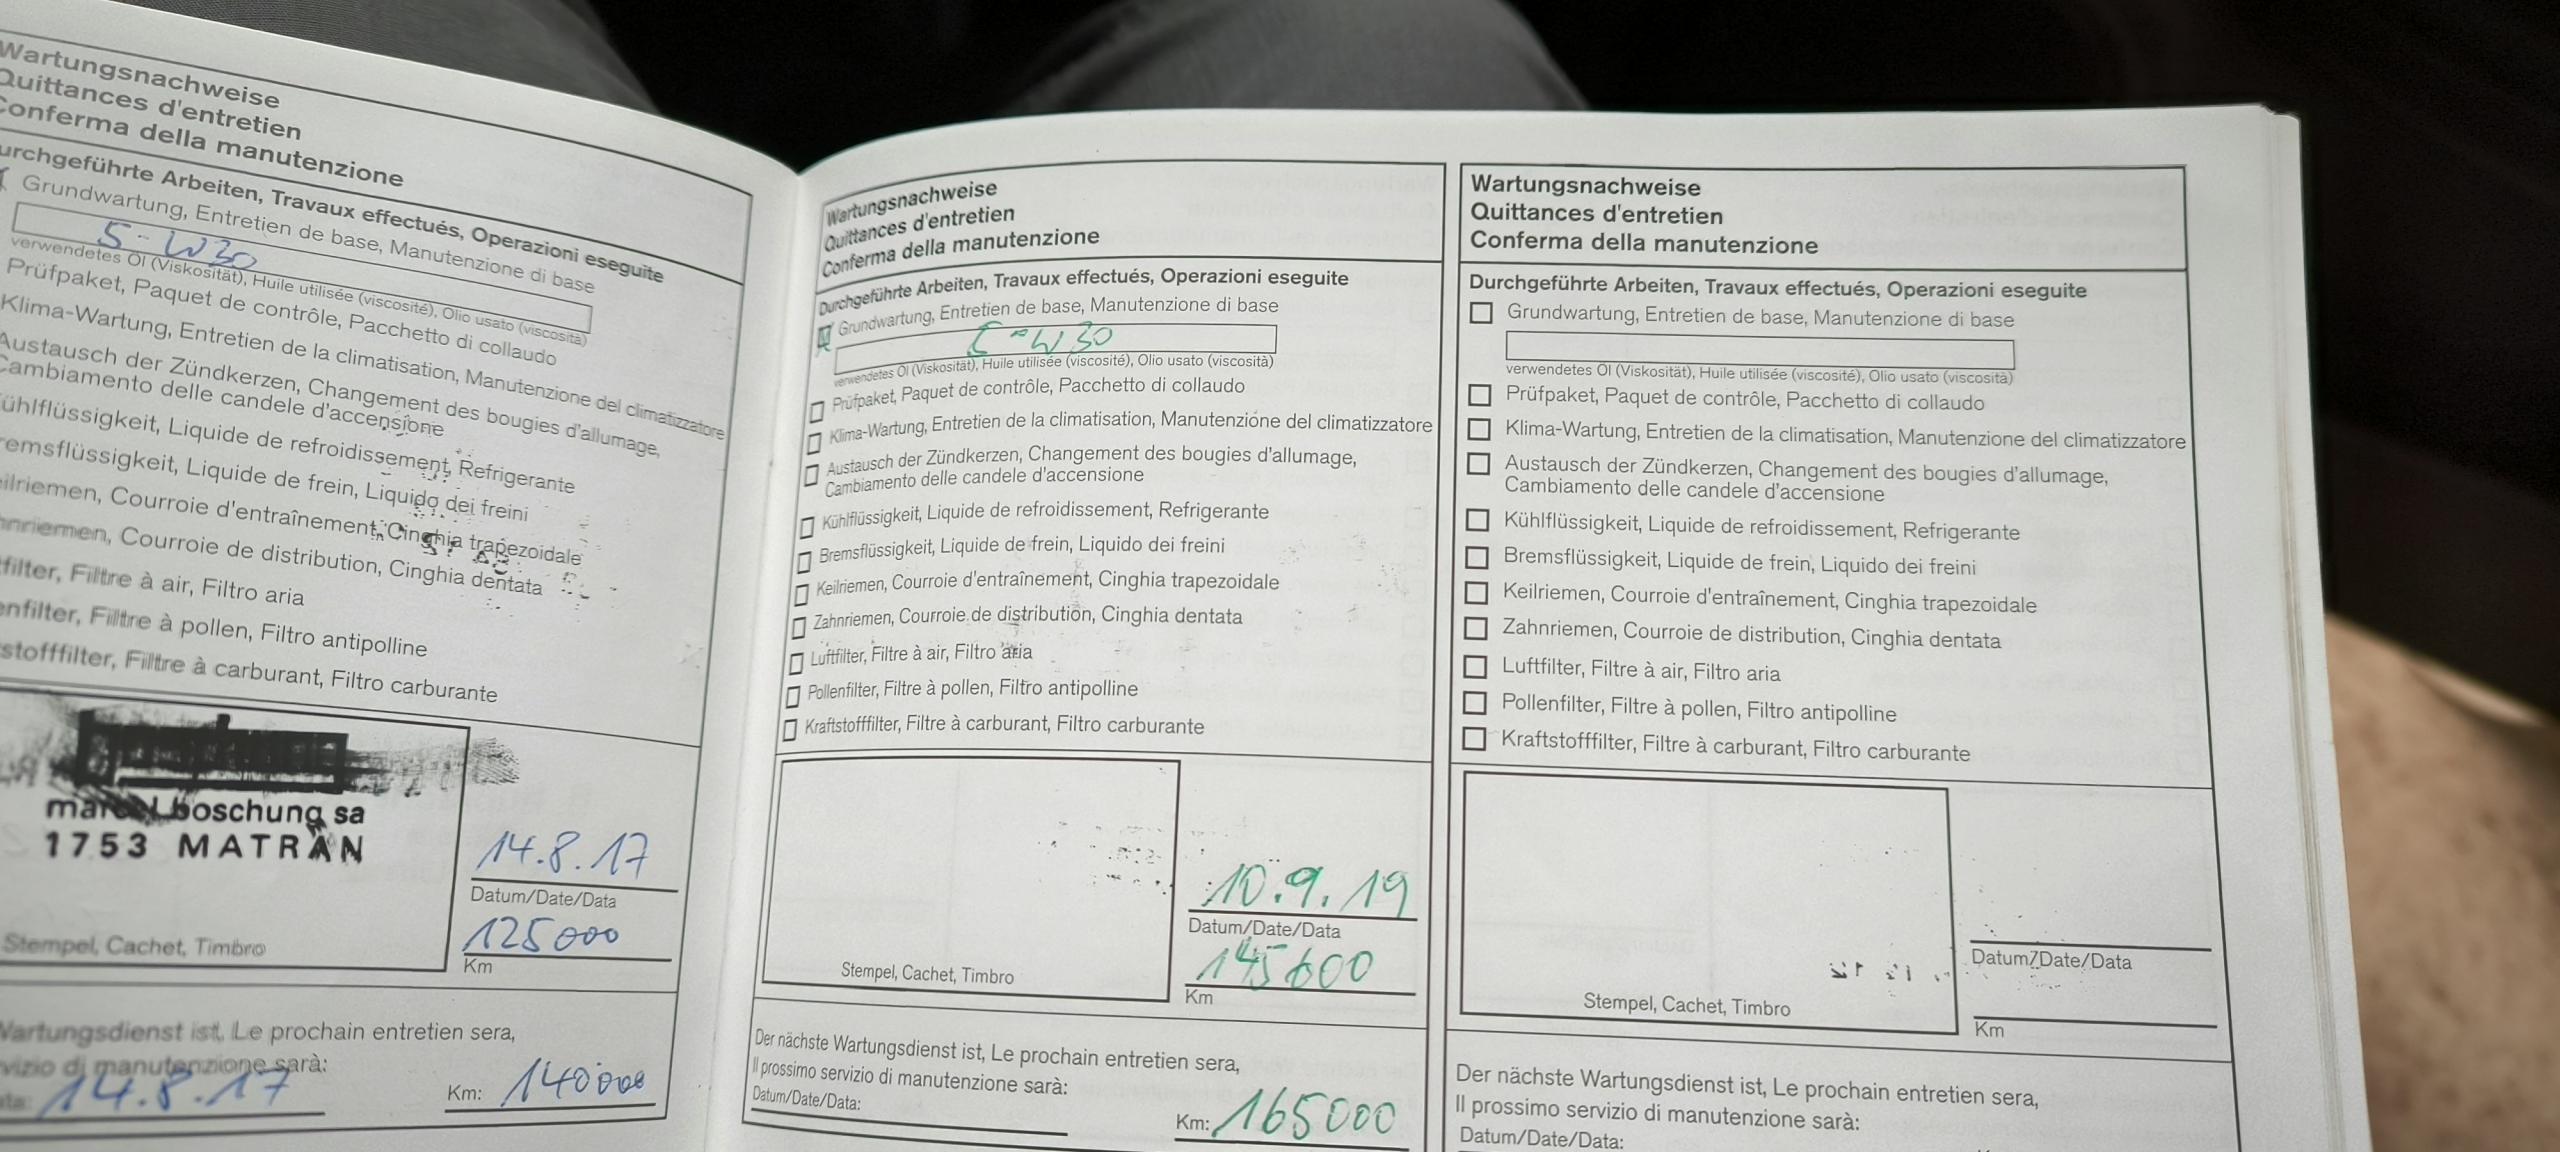 Wartungsnachweise
Quittances d'entretien
Conferma della manutenzione
Durchgeführte Arbeiten, Travaux effectués, Operazioni eseguite
Grundwartung, Entretien de base, Manutenzione di base
5-W30
verwendetes Öl (Viskosität), Huile utilisée (viscosité), Olio usato (viscosità)
Prüfpaket, Paquet de contrôle, Pacchetto di collaudo
Klima-Wartung, Entretien de la climatisation, Manutenzione del climatizzatore
Austausch der Zündkerzen, Changement des bougies d'allumage,
Cambiamento delle candele d'accensione
Kühlflüssigkeit, Liquide de refroidissement, Refrigerante
Bremsflüssigkeit, Liquide de frein, Liquido dei freini
Keilriemen, Courroie d'entraînement, Cinghia trapezoidale
Zahnriemen, Courroie de distribution, Cinghia dentata
filter, Filtre à air, Filtro aria
enfilter, Filtre à pollen, Filtro antipolline
stofffilter, Filtre à carburant, Filtro carburante
marcel boschung sa
1753 MATRAN
14.8.17
Datum/Date/Data
125000
Km
Stempel, Cachet, Timbro
Wartungsdienst ist, Le prochain entretien sera,
vizio di manutenzione sarà:
14.8.17
Km: 140000
Wartungsnachweise
Quittances d'entretien
Conferma della manutenzione
Durchgeführte Arbeiten, Travaux effectués, Operazioni eseguite
Grundwartung, Entretien de base, Manutenzione di base
5-W30
verwendetes Öl (Viskosität), Huile utilisée (viscosité), Olio usato (viscosità)
Prüfpaket, Paquet de contrôle, Pacchetto di collaudo
Klima-Wartung, Entretien de la climatisation, Manutenzione del climatizzatore
Austausch der Zündkerzen, Changement des bougies d'allumage,
Cambiamento delle candele d'accensione
Kühlflüssigkeit, Liquide de refroidissement, Refrigerante
Bremsflüssigkeit, Liquide de frein, Liquido dei freini
Keilriemen, Courroie d'entraînement, Cinghia trapezoidale
Zahnriemen, Courroie de distribution, Cinghia dentata
Luftfilter, Filtre à air, Filtro aria
Pollenfilter, Filtre à pollen, Filtro antipolline
Kraftstofffilter, Filtre à carburant, Filtro carburante
10.9.19
Datum/Date/Data
145600
Km
Stempel, Cachet, Timbro
Der nächste Wartungsdienst ist, Le prochain entretien sera,
Il prossimo servizio di manutenzione sarà:
Datum/Date/Data:
Km: 165000
Wartungsnachweise
Quittances d'entretien
Conferma della manutenzione
Durchgeführte Arbeiten, Travaux effectués, Operazioni eseguite
Grundwartung, Entretien de base, Manutenzione di base
verwendetes Öl (Viskosität), Huile utilisée (viscosité), Olio usato (viscosità)
Prüfpaket, Paquet de contrôle, Pacchetto di collaudo
Klima-Wartung, Entretien de la climatisation, Manutenzione del climatizzatore
Austausch der Zündkerzen, Changement des bougies d'allumage,
Cambiamento delle candele d'accensione
Kühlflüssigkeit, Liquide de refroidissement, Refrigerante
Bremsflüssigkeit, Liquide de frein, Liquido dei freini
Keilriemen, Courroie d'entraînement, Cinghia trapezoidale
Zahnriemen, Courroie de distribution, Cinghia dentata
Luftfilter, Filtre à air, Filtro aria
Pollenfilter, Filtre à pollen, Filtro antipolline
Kraftstofffilter, Filtre à carburant, Filtro carburante
Datum/Date/Data
Stempel, Cachet, Timbro
Km
Der nächste Wartungsdienst ist, Le prochain entretien sera,
Il prossimo servizio di manutenzione sarà:
Datum/Date/Data: